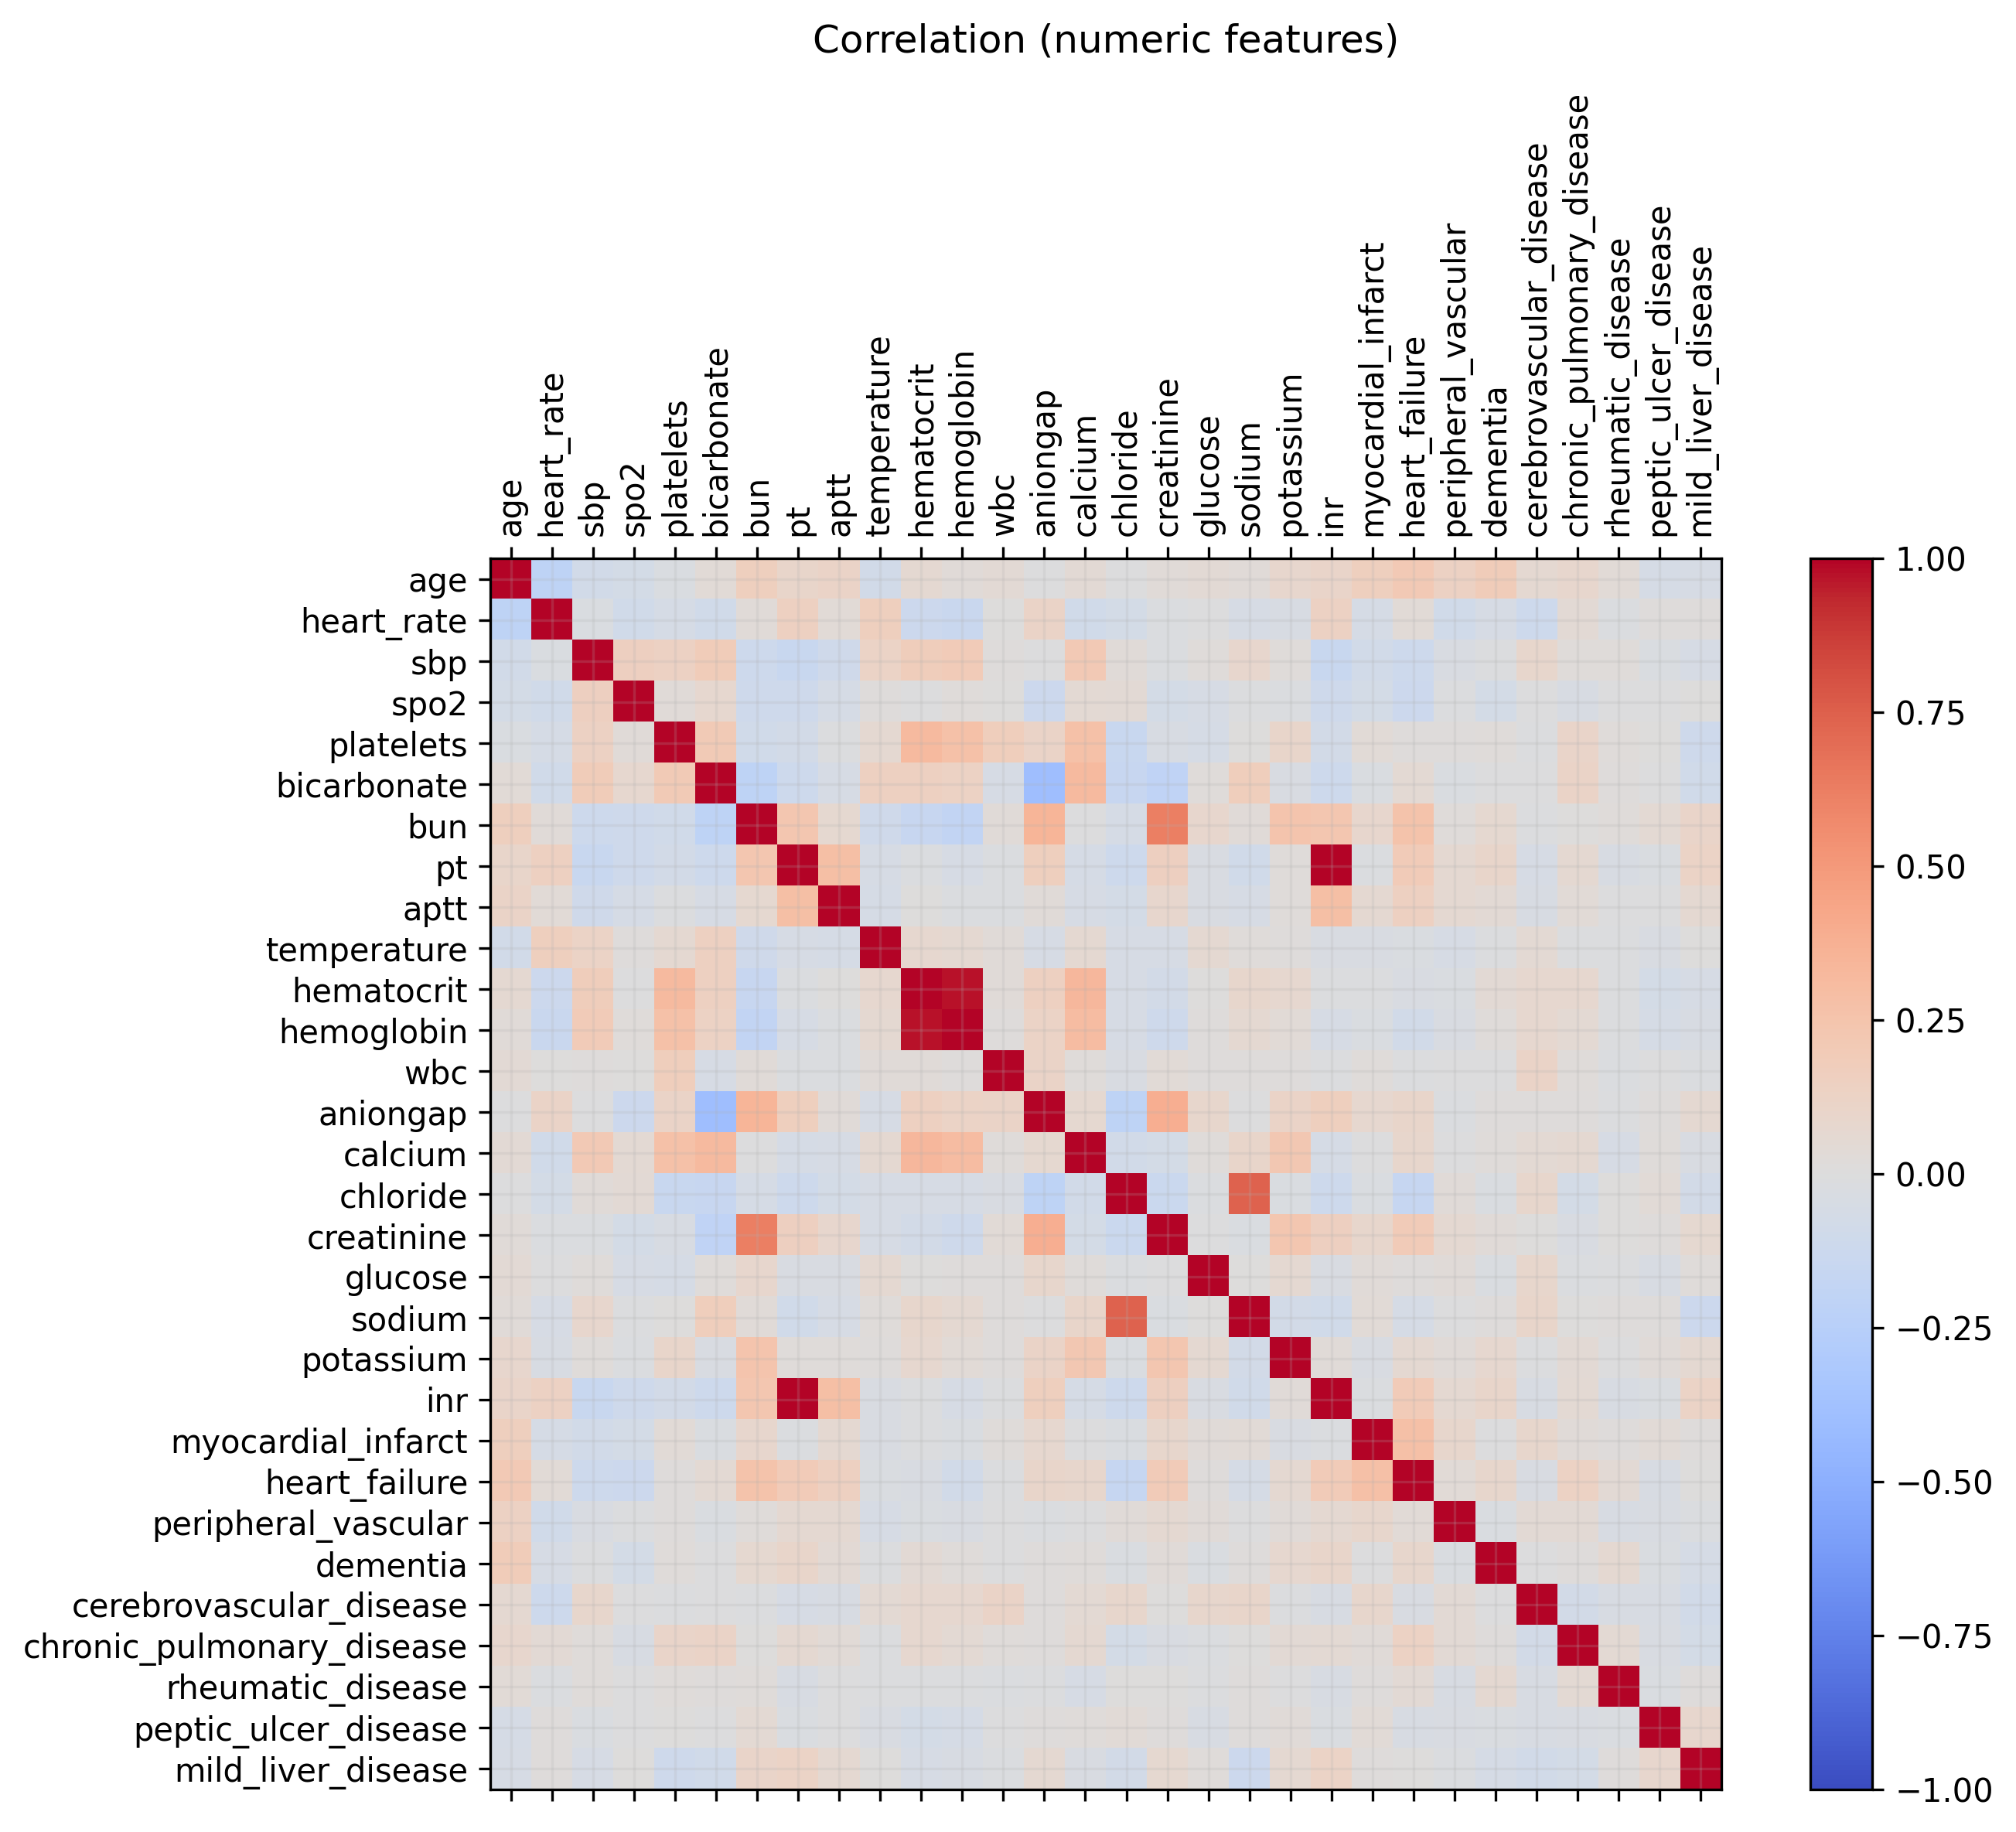 Correlation (numeric features)
age
heart_rate
sbp
spo2
platelets
bicarbonate
bun
pt
aptt
temperature
hematocrit
hemoglobin
wbc
aniongap
calcium
chloride
creatinine
glucose
sodium
potassium
inr
myocardial_infarct
heart_failure
peripheral_vascular
dementia
cerebrovascular_disease
chronic_pulmonary_disease
rheumatic_disease
peptic_ulcer_disease
mild_liver_disease
age
heart_rate
sbp
spo2
platelets
bicarbonate
bun
pt
aptt
temperature
hematocrit
hemoglobin
wbc
aniongap
calcium
chloride
creatinine
glucose
sodium
potassium
inr
myocardial_infarct
heart_failure
peripheral_vascular
dementia
cerebrovascular_disease
chronic_pulmonary_disease
rheumatic_disease
peptic_ulcer_disease
mild_liver_disease
1.00
0.75
0.50
0.25
0.00
−0.25
−0.50
−0.75
−1.00